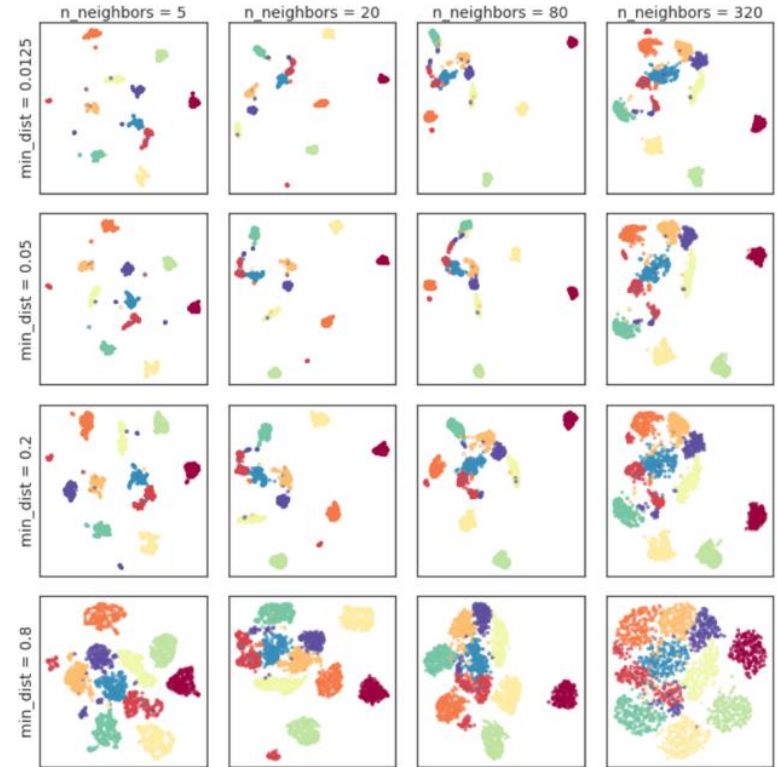 n_neighbors = 5 n_neighbors = 20 n_neighbors = 80 n_neighbors = 320
min_dist = 0.0125
min_dist = 0.05
min_dist = 0.2
min_dist = 0.8